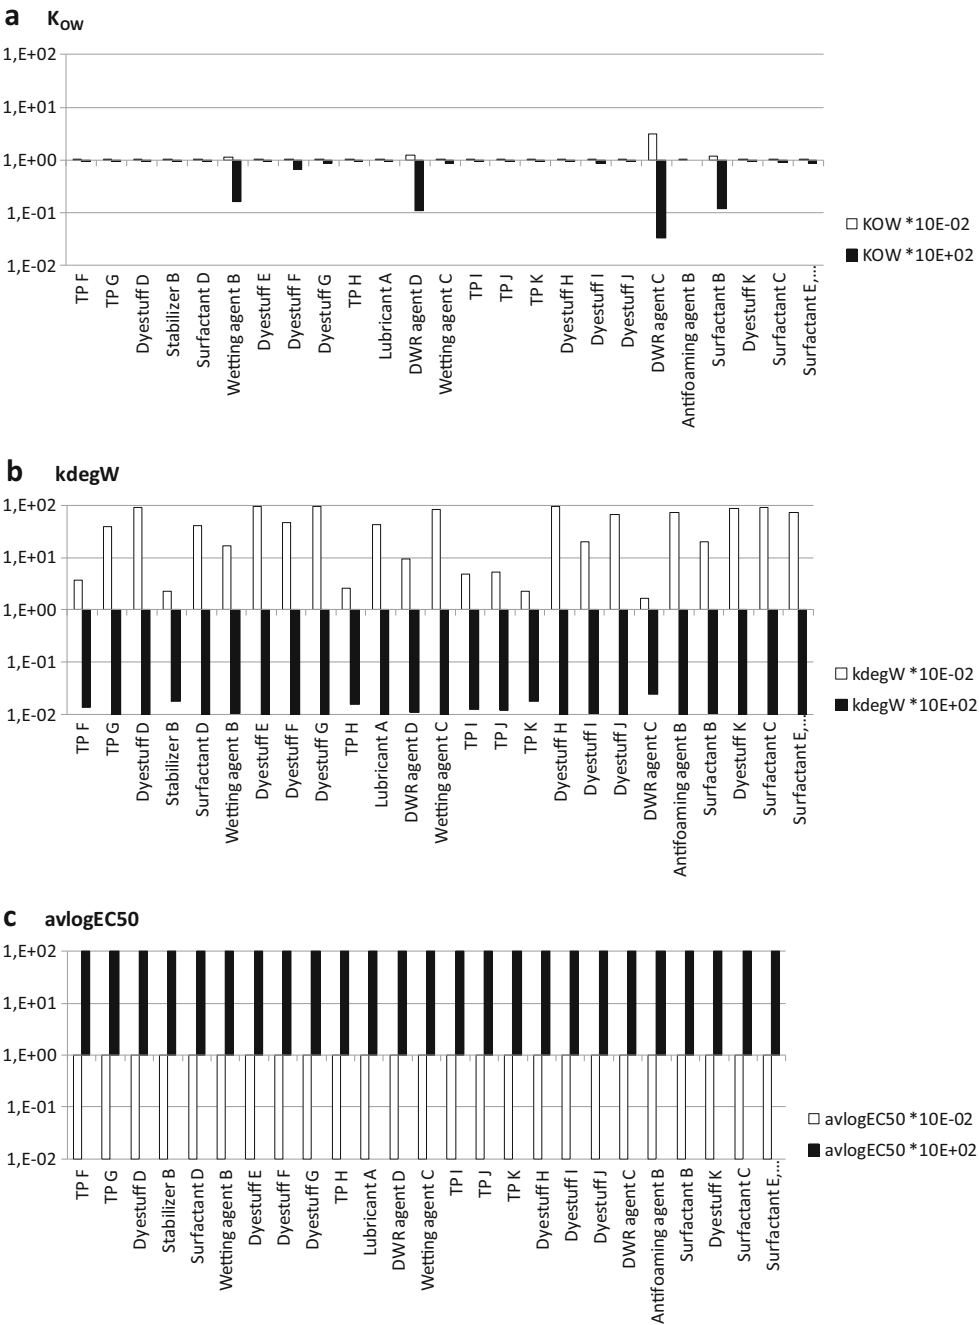 a K_OW
1,E+02
1,E+01
1,E+00
1,E-01
1,E-02
TP F
TP G
Dyestuff D
Stabilizer B
Surfactant D
Wetting agent B
Dyestuff E
Dyestuff F
Dyestuff G
TP H
Lubricant A
DWR agent D
Wetting agent C
TP I
TP J
TP K
Dyestuff H
Dyestuff I
Dyestuff J
DWR agent C
Antifoaming agent B
Surfactant B
Dyestuff K
Surfactant C
Surfactant E,...
KOW *10E-02
KOW *10E+02
b kdegW
1,E+02
1,E+01
1,E+00
1,E-01
1,E-02
TP F
TP G
Dyestuff D
Stabilizer B
Surfactant D
Wetting agent B
Dyestuff E
Dyestuff F
Dyestuff G
TP H
Lubricant A
DWR agent D
Wetting agent C
TP I
TP J
TP K
Dyestuff H
Dyestuff I
Dyestuff J
DWR agent C
Antifoaming agent B
Surfactant B
Dyestuff K
Surfactant C
Surfactant E,...
kdegW *10E-02
kdegW *10E+02
c avlogEC50
1,E+02
1,E+01
1,E+00
1,E-01
1,E-02
TP F
TP G
Dyestuff D
Stabilizer B
Surfactant D
Wetting agent B
Dyestuff E
Dyestuff F
Dyestuff G
TP H
Lubricant A
DWR agent D
Wetting agent C
TP I
TP J
TP K
Dyestuff H
Dyestuff I
Dyestuff J
DWR agent C
Antifoaming agent B
Surfactant B
Dyestuff K
Surfactant C
Surfactant E,...
avlogEC50 *10E-02
avlogEC50 *10E+02